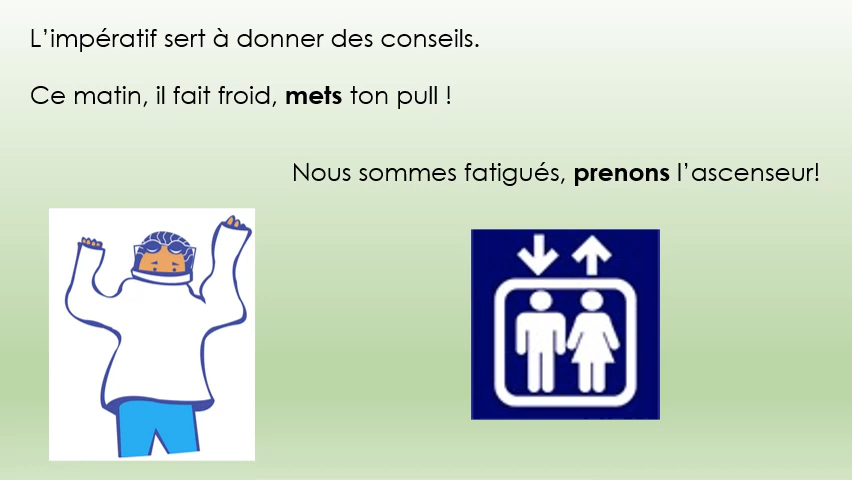 L’impératif sert à donner des conseils.
Ce matin, il fait froid, mets ton pull !
Nous sommes fatigués, prenons l’ascenseur!